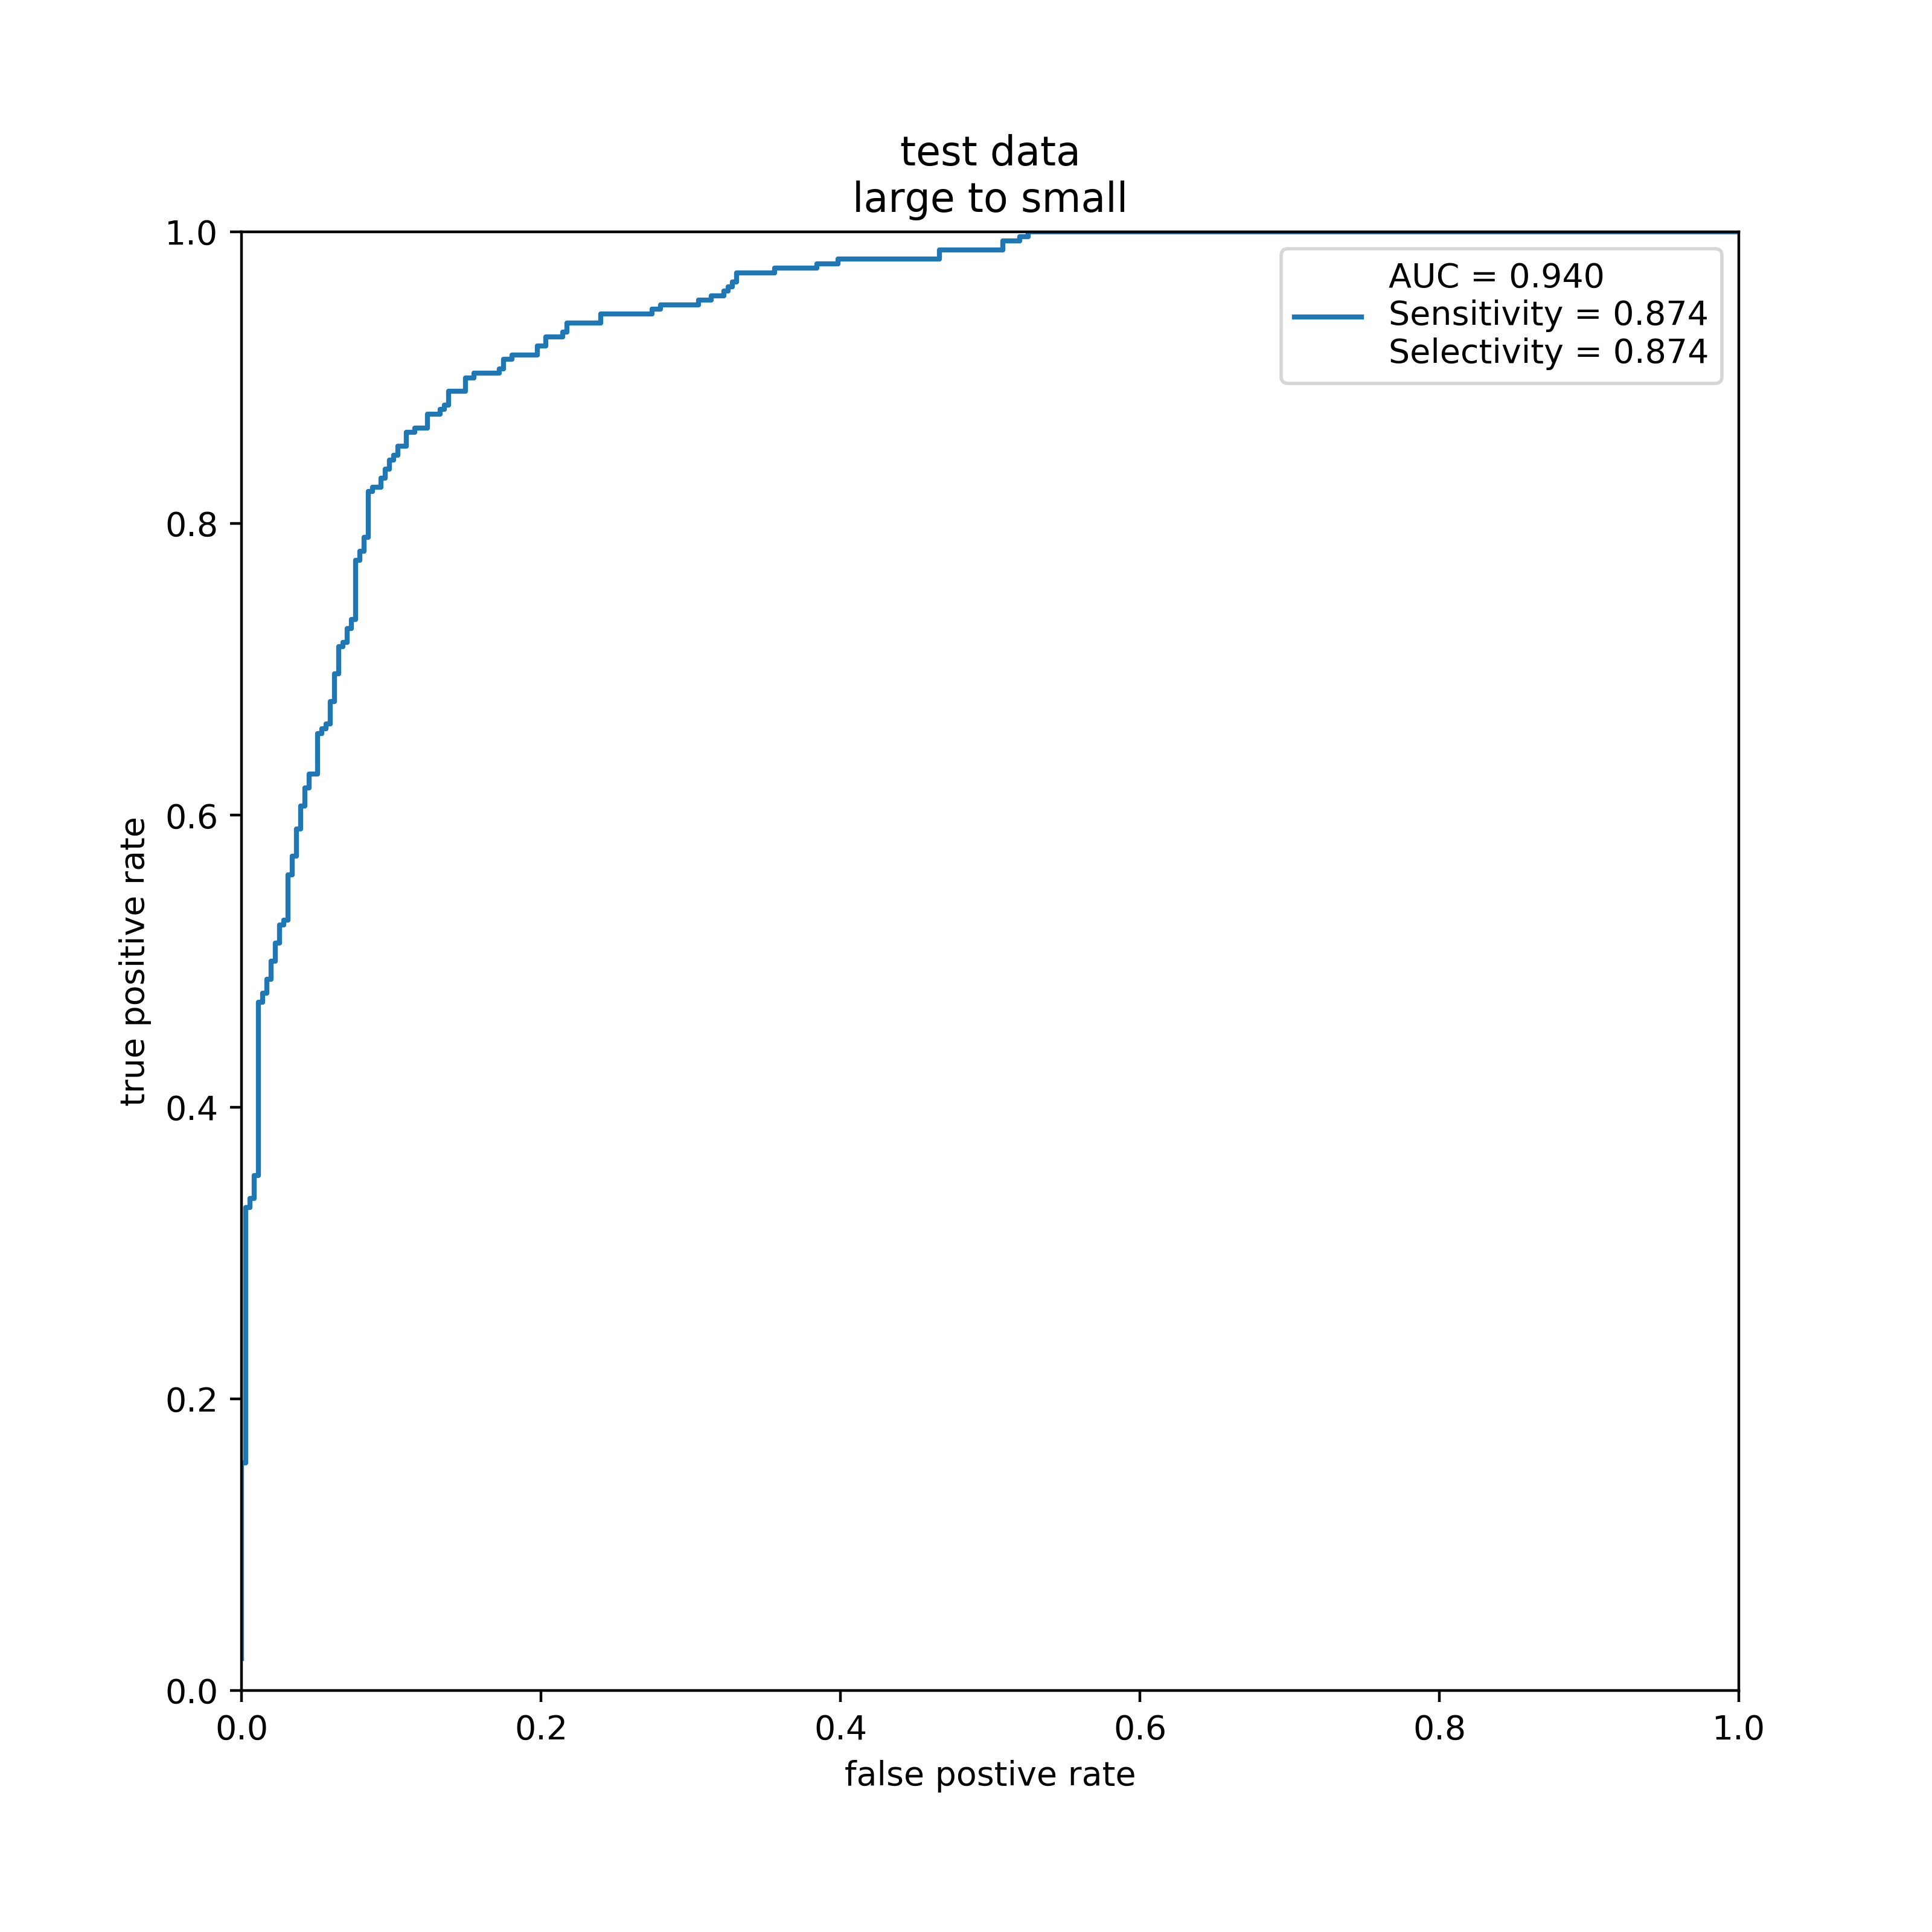 test data
large to small
1.0
0.8
0.6
0.4
0.2
0.0
true positive rate
AUC = 0.940
Sensitivity = 0.874
Selectivity = 0.874
0.0 0.2 0.4 0.6 0.8 1.0
false postive rate